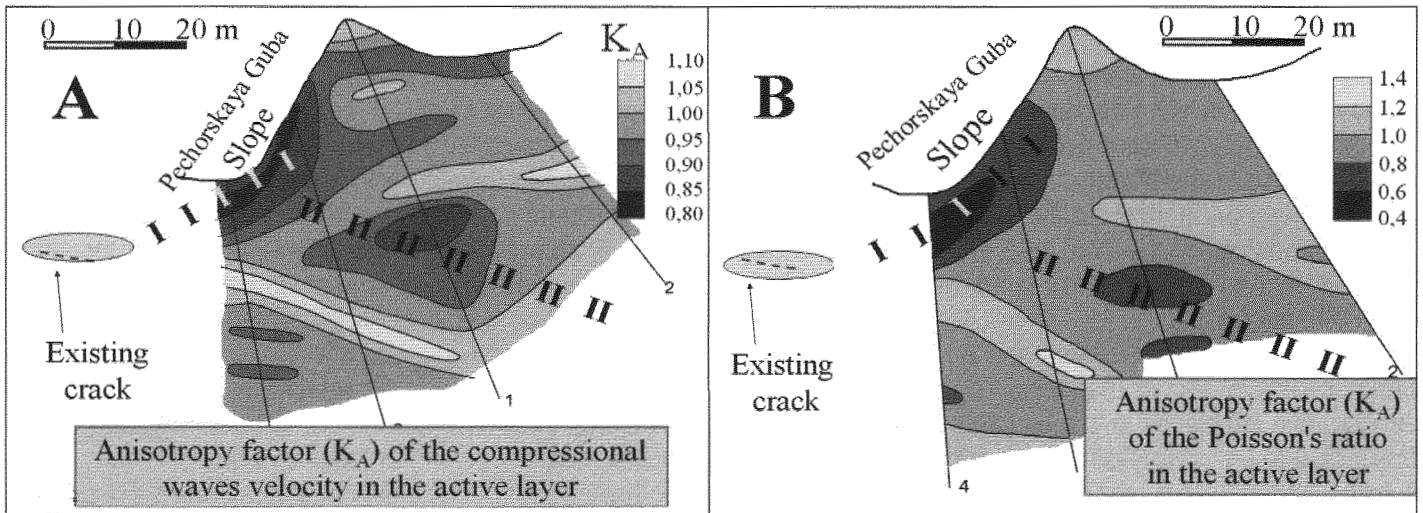 0 10 20 m
A
Pechorskaya Guba
Slope
K_A
1,10
1,05
1,00
0,95
0,90
0,85
0,80
I I I I I
II II II II II II II
Existing
crack
2
1
Anisotropy factor (K_A) of the compressional
waves velocity in the active layer
0 10 20 m
B
Pechorskaya Guba
Slope
1,4
1,2
1,0
0,8
0,6
0,4
I I I I I
II II II II II II II
Existing
crack
2
4
Anisotropy factor (K_A)
of the Poisson's ratio
in the active layer